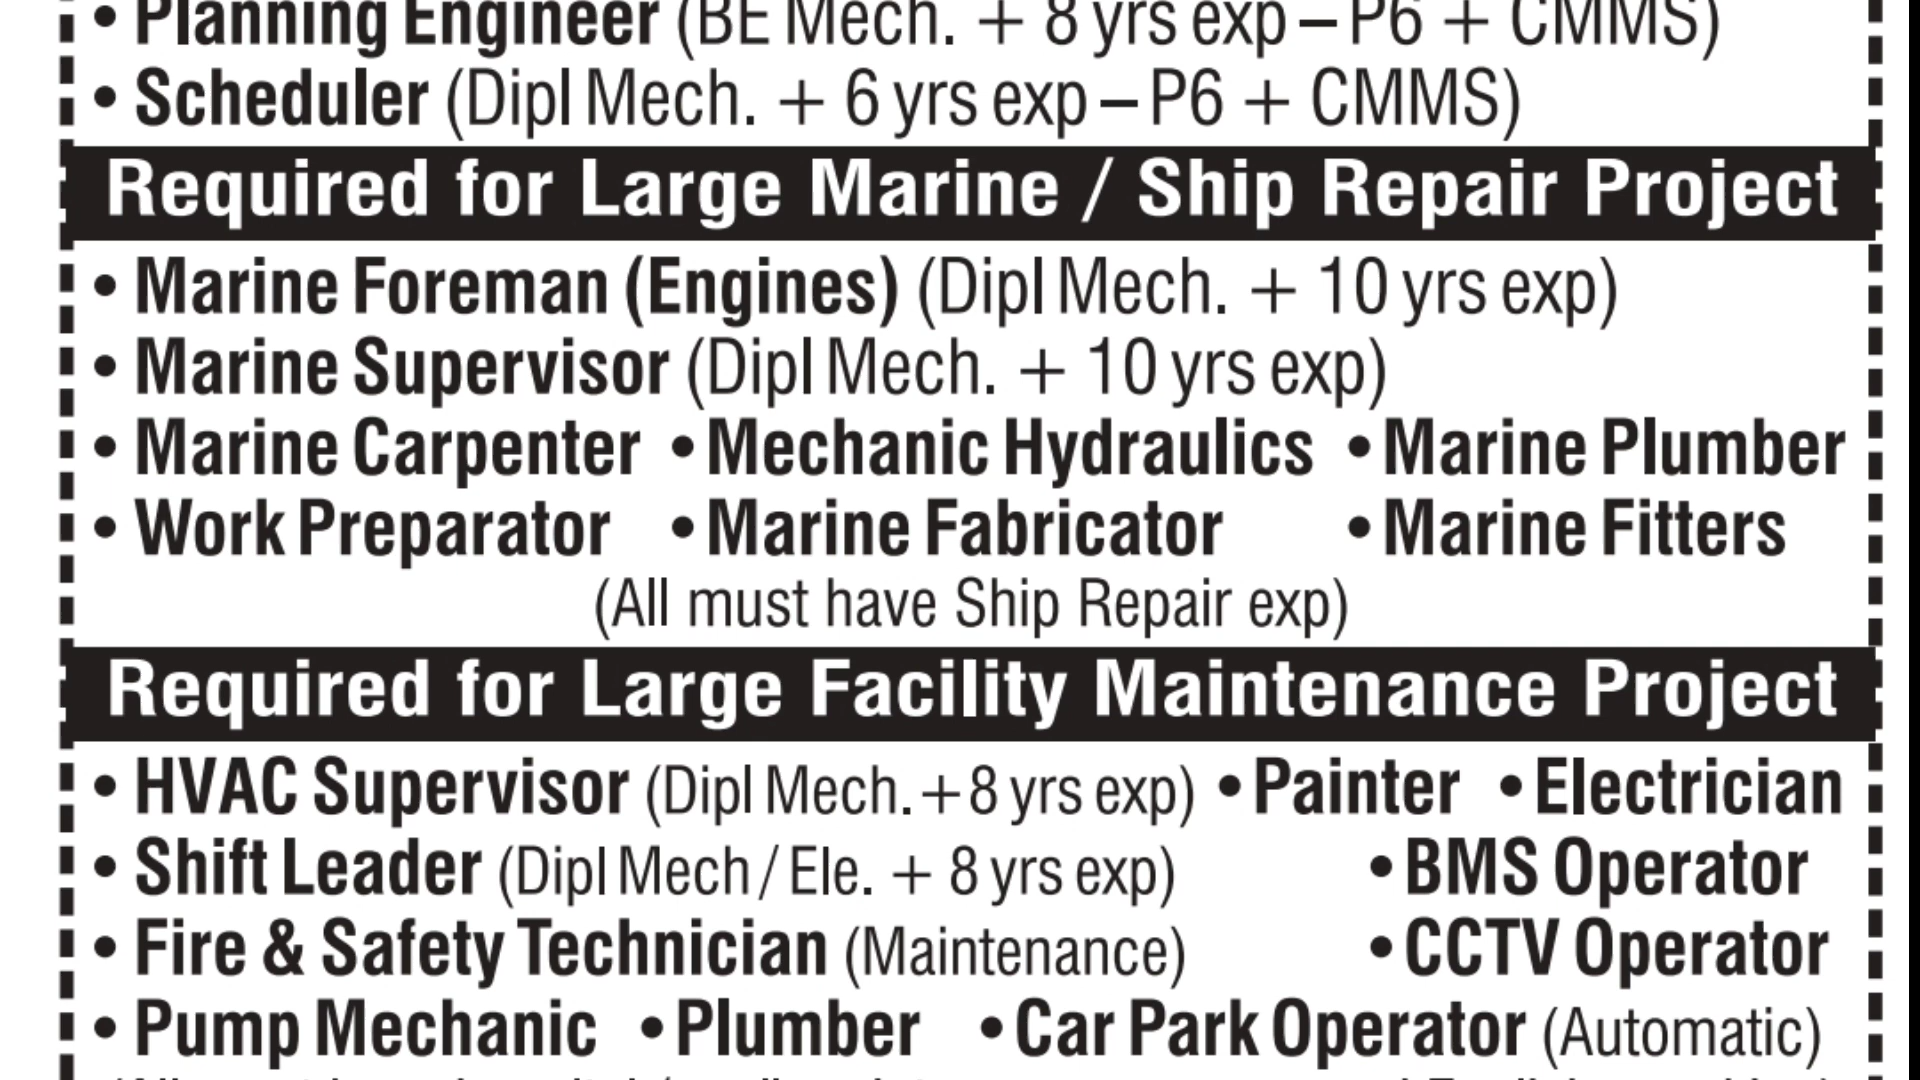 • Planning Engineer (BE Mech. + 8 yrs exp – P6 + CMMS)
• Scheduler (Dipl Mech. + 6 yrs exp – P6 + CMMS)
Required for Large Marine / Ship Repair Project
• Marine Foreman (Engines) (Dipl Mech. + 10 yrs exp)
• Marine Supervisor (Dipl Mech. + 10 yrs exp)
• Marine Carpenter • Mechanic Hydraulics • Marine Plumber
• Work Preparator • Marine Fabricator • Marine Fitters
(All must have Ship Repair exp)
Required for Large Facility Maintenance Project
• HVAC Supervisor (Dipl Mech.+8 yrs exp) • Painter • Electrician
• Shift Leader (Dipl Mech / Ele. + 8 yrs exp) • BMS Operator
• Fire & Safety Technician (Maintenance) • CCTV Operator
• Pump Mechanic • Plumber • Car Park Operator (Automatic)